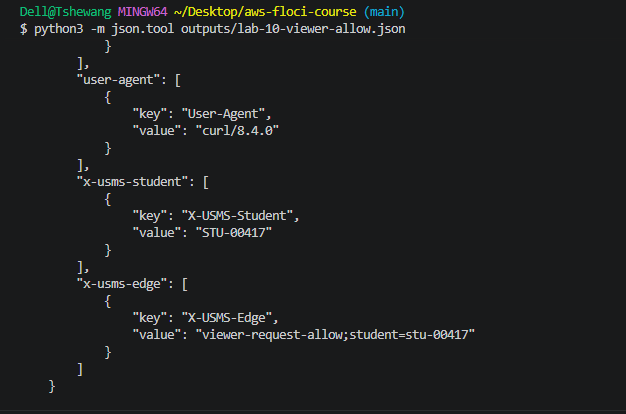 Dell@Tshewang MINGW64 ~/Desktop/aws-floci-course (main)
$ python3 -m json.tool outputs/lab-10-viewer-allow.json
            }
        ],
        "user-agent": [
            {
                "key": "User-Agent",
                "value": "curl/8.4.0"
            }
        ],
        "x-usms-student": [
            {
                "key": "X-USMS-Student",
                "value": "STU-00417"
            }
        ],
        "x-usms-edge": [
            {
                "key": "X-USMS-Edge",
                "value": "viewer-request-allow;student=stu-00417"
            }
        ]
    }